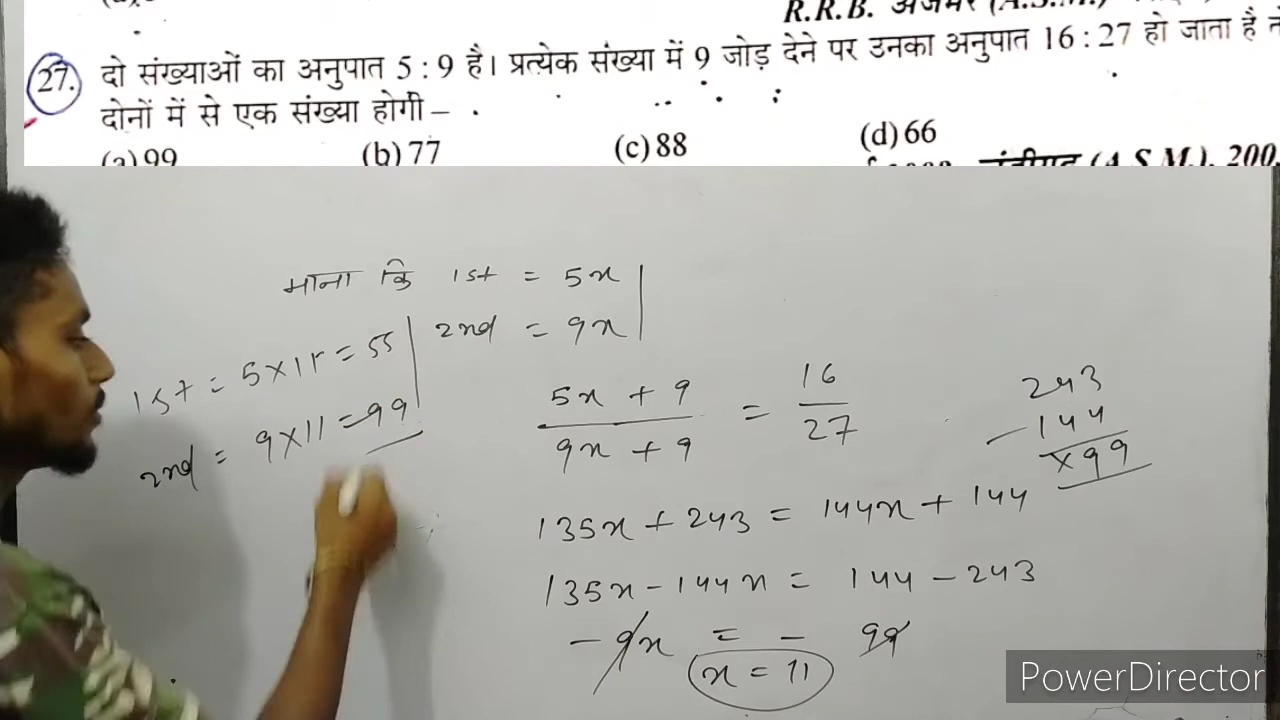 R.R.B. अजमेर (A.S.M.)
27. दो संख्याओं का अनुपात 5 : 9 है। प्रत्येक संख्या में 9 जोड़ देने पर उनका अनुपात 16 : 27 हो जाता है
दोनों में से एक संख्या होगी –
(a) 99 (b) 77 (c) 88 (d) 66
चंडीगढ़ (A.S.M.), 200
माना कि 1st = 5x
2nd = 9x
1st = 5×11 = 55
2nd = 9×11 = 99
5x + 9 / 9x + 9 = 16 / 27
243
- 144
×99
135x + 243 = 144x + 144
135x - 144x = 144 - 243
- 9x = - 99
x = 11
PowerDirector